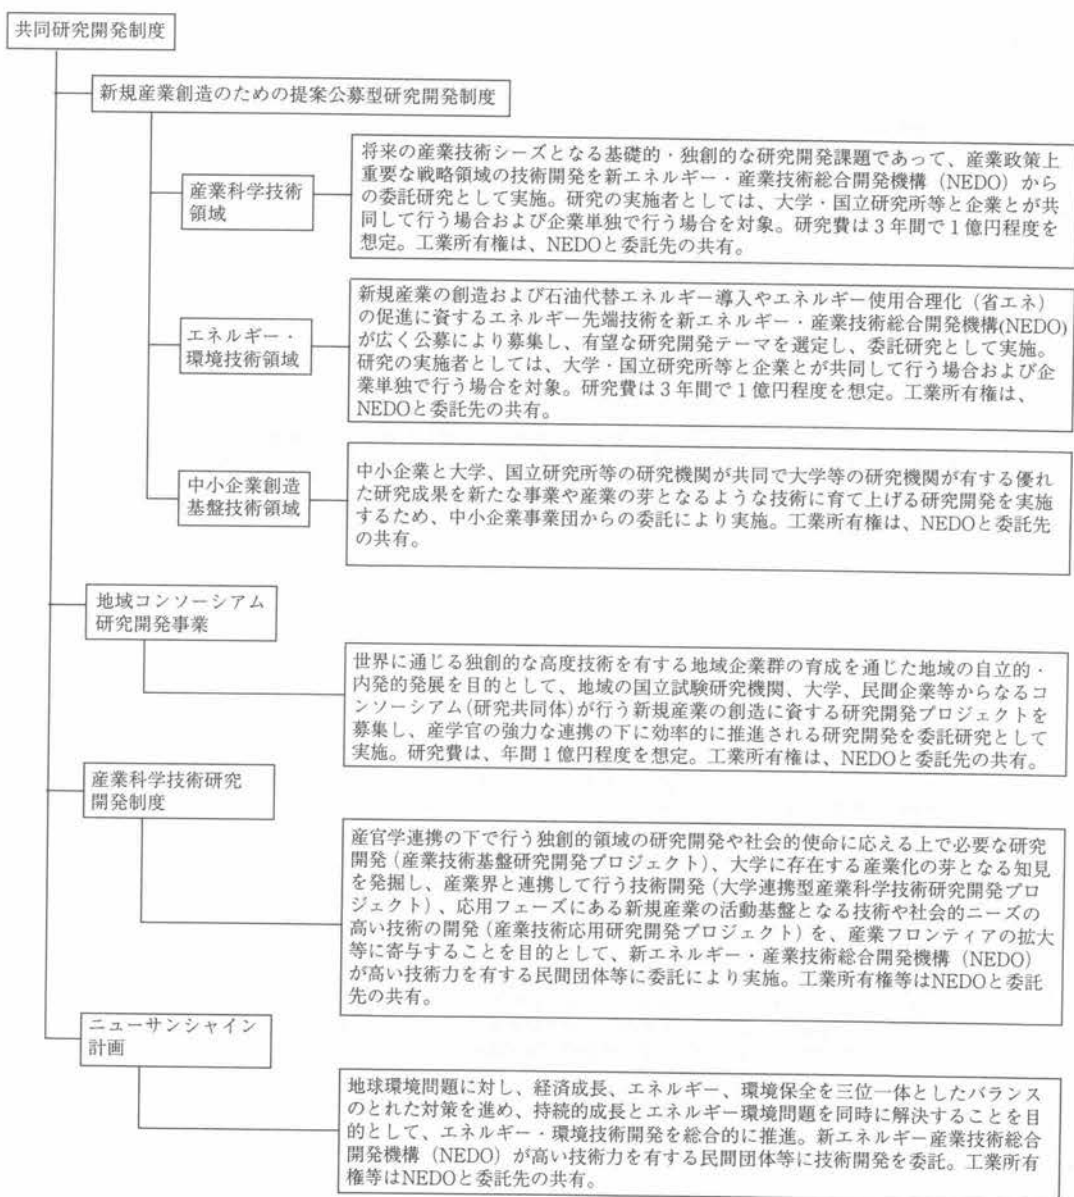 共同研究開発制度
新規産業創造のための提案公募型研究開発制度
産業科学技術
領域
将来の産業技術シーズとなる基礎的・独創的な研究開発課題であって、産業政策上
重要な戦略領域の技術開発を新エネルギー・産業技術総合開発機構（NEDO）から
の委託研究として実施。研究の実施者としては、大学・国立研究所等と企業とが共
同して行う場合および企業単独で行う場合を対象。研究費は３年間で１億円程度を
想定。工業所有権は、NEDOと委託先の共有。
エネルギー・
環境技術領域
新規産業の創造および石油代替エネルギー導入やエネルギー使用合理化（省エネ）
の促進に資するエネルギー先端技術を新エネルギー・産業技術総合開発機構(NEDO)
が広く公募により募集し、有望な研究開発テーマを選定し、委託研究として実施。
研究の実施者としては、大学・国立研究所等と企業とが共同して行う場合および企
業単独で行う場合を対象。研究費は３年間で１億円程度を想定。工業所有権は、
NEDOと委託先の共有。
中小企業創造
基盤技術領域
中小企業と大学、国立研究所等の研究機関が共同で大学等の研究機関が有する優れ
た研究成果を新たな事業や産業の芽となるような技術に育て上げる研究開発を実施
するため、中小企業事業団からの委託により実施。工業所有権は、NEDOと委託先
の共有。
地域コンソーシアム
研究開発事業
世界に通じる独創的な高度技術を有する地域企業群の育成を通じた地域の自立的・
内発的発展を目的として、地域の国立試験研究機関、大学、民間企業等からなるコ
ンソーシアム(研究共同体)が行う新規産業の創造に資する研究開発プロジェクトを
募集し、産学官の強力な連携の下に効率的に推進される研究開発を委託研究として
実施。研究費は、年間１億円程度を想定。工業所有権は、NEDOと委託先の共有。
産業科学技術研究
開発制度
産官学連携の下で行う独創的領域の研究開発や社会的使命に応える上で必要な研究
開発（産業技術基盤研究開発プロジェクト）、大学に存在する産業化の芽となる知見
を発掘し、産業界と連携して行う技術開発（大学連携型産業科学技術研究開発プロ
ジェクト）、応用フェーズにある新規産業の活動基盤となる技術や社会的ニーズの
高い技術の開発（産業技術応用研究開発プロジェクト）を、産業フロンティアの拡大
等に寄与することを目的として、新エネルギー・産業技術総合開発機構（NEDO）
が高い技術力を有する民間団体等に委託により実施。工業所有権等はNEDOと委託
先の共有。
ニューサンシャイン
計画
地球環境問題に対し、経済成長、エネルギー、環境保全を三位一体としたバランス
のとれた対策を進め、持続的成長とエネルギー環境問題を同時に解決することを目
的として、エネルギー・環境技術開発を総合的に推進。新エネルギー産業技術総合
開発機構（NEDO）が高い技術力を有する民間団体等に技術開発を委託。工業所有
権等はNEDOと委託先の共有。